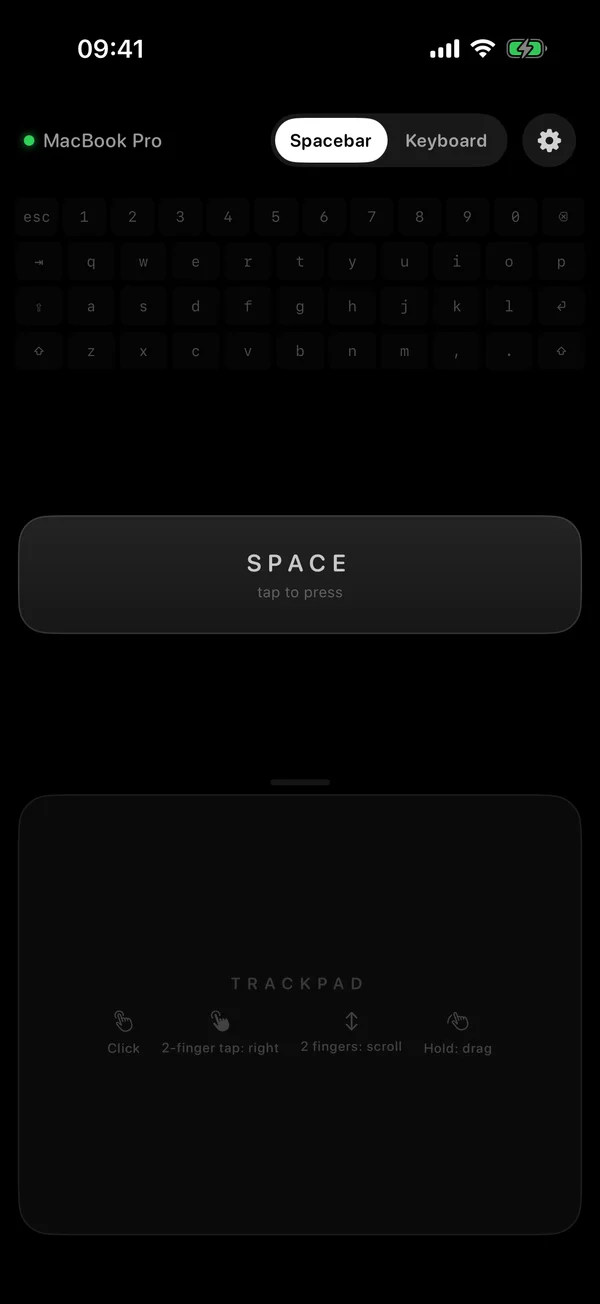 09:41
MacBook Pro Spacebar Keyboard
esc 1 2 3 4 5 6 7 8 9 0 ⌫
⇥ q w e r t y u i o p
⇪ a s d f g h j k l ⏎
⇧ z x c v b n m , . ⇧
SPACE
tap to press
TRACKPAD
Click 2-finger tap: right 2 fingers: scroll Hold: drag